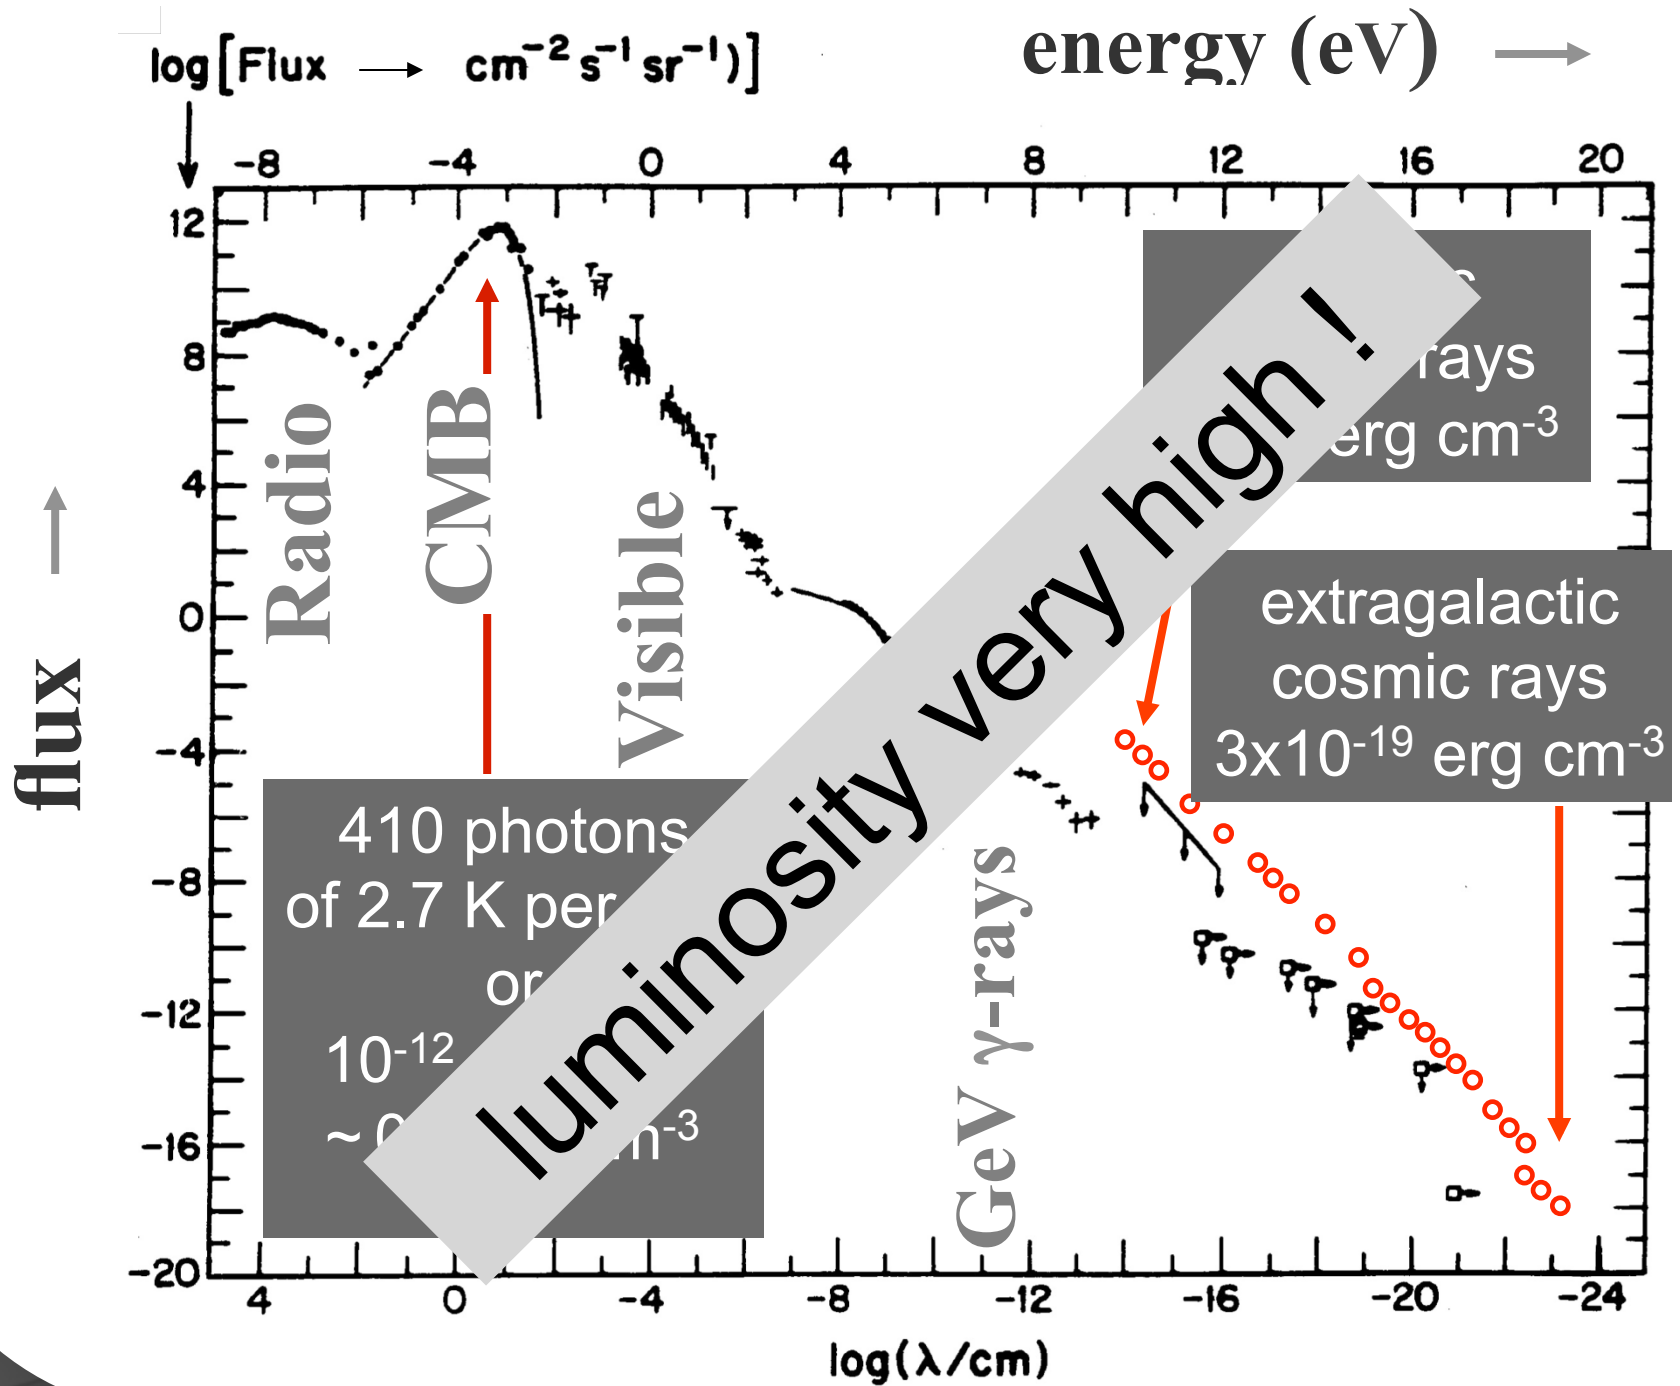 log[Flux → cm⁻² s⁻¹ sr⁻¹)]
energy (eV) →
-8 -4 0 4 8 12 16 20
12
8
4
0
-4
-8
-12
-16
-20
flux →
Radio
CMB
Visible
GeV γ-rays
rays
erg cm⁻³
extragalactic
cosmic rays
3x10⁻¹⁹ erg cm⁻³
410 photons
of 2.7 K per
or
10⁻¹²
~
luminosity very high !
4 0 -4 -8 -12 -16 -20 -24
log(λ/cm)